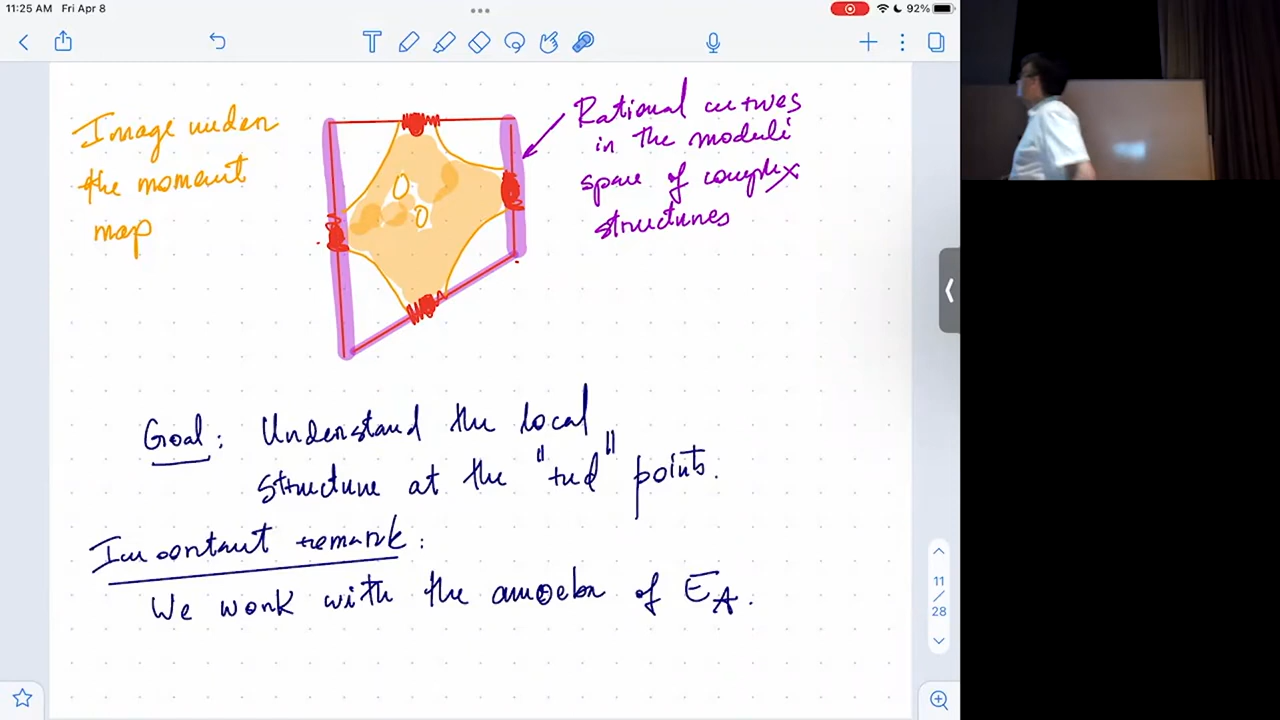 11:25 AM Fri Apr 8
92%
Image under
the moment
map
Rational curves
in the moduli
space of complex
structures
Goal: Understand the local
structure at the "red" points.
Important remark:
We work with the amoeba of E_A.
11
/
28